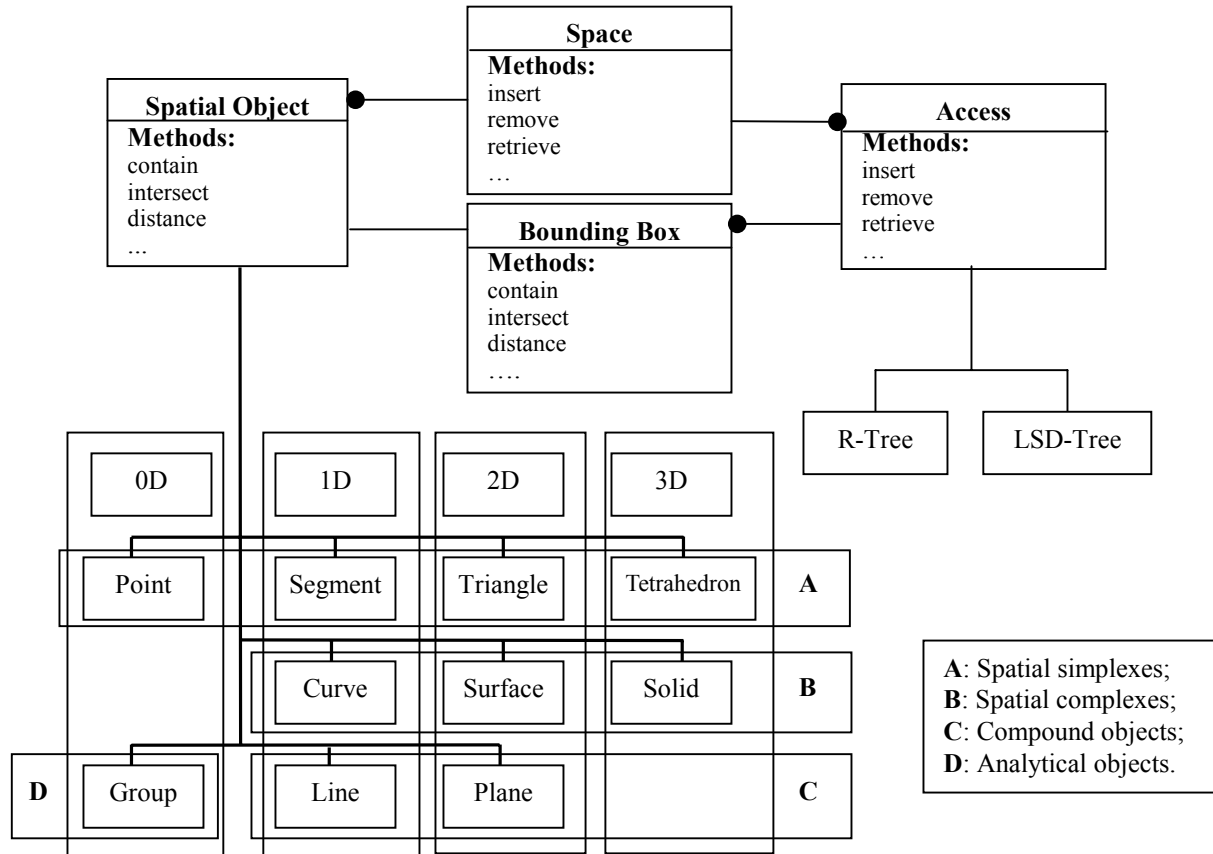 Space
Methods:
insert
remove
retrieve
…
Spatial Object
Methods:
contain
intersect
distance
...
Access
Methods:
insert
remove
retrieve
…
Bounding Box
Methods:
contain
intersect
distance
….
R-Tree
LSD-Tree
0D
1D
2D
3D
Point
Segment
Triangle
Tetrahedron
A
Curve
Surface
Solid
B
D
Group
Line
Plane
C
A: Spatial simplexes;
B: Spatial complexes;
C: Compound objects;
D: Analytical objects.